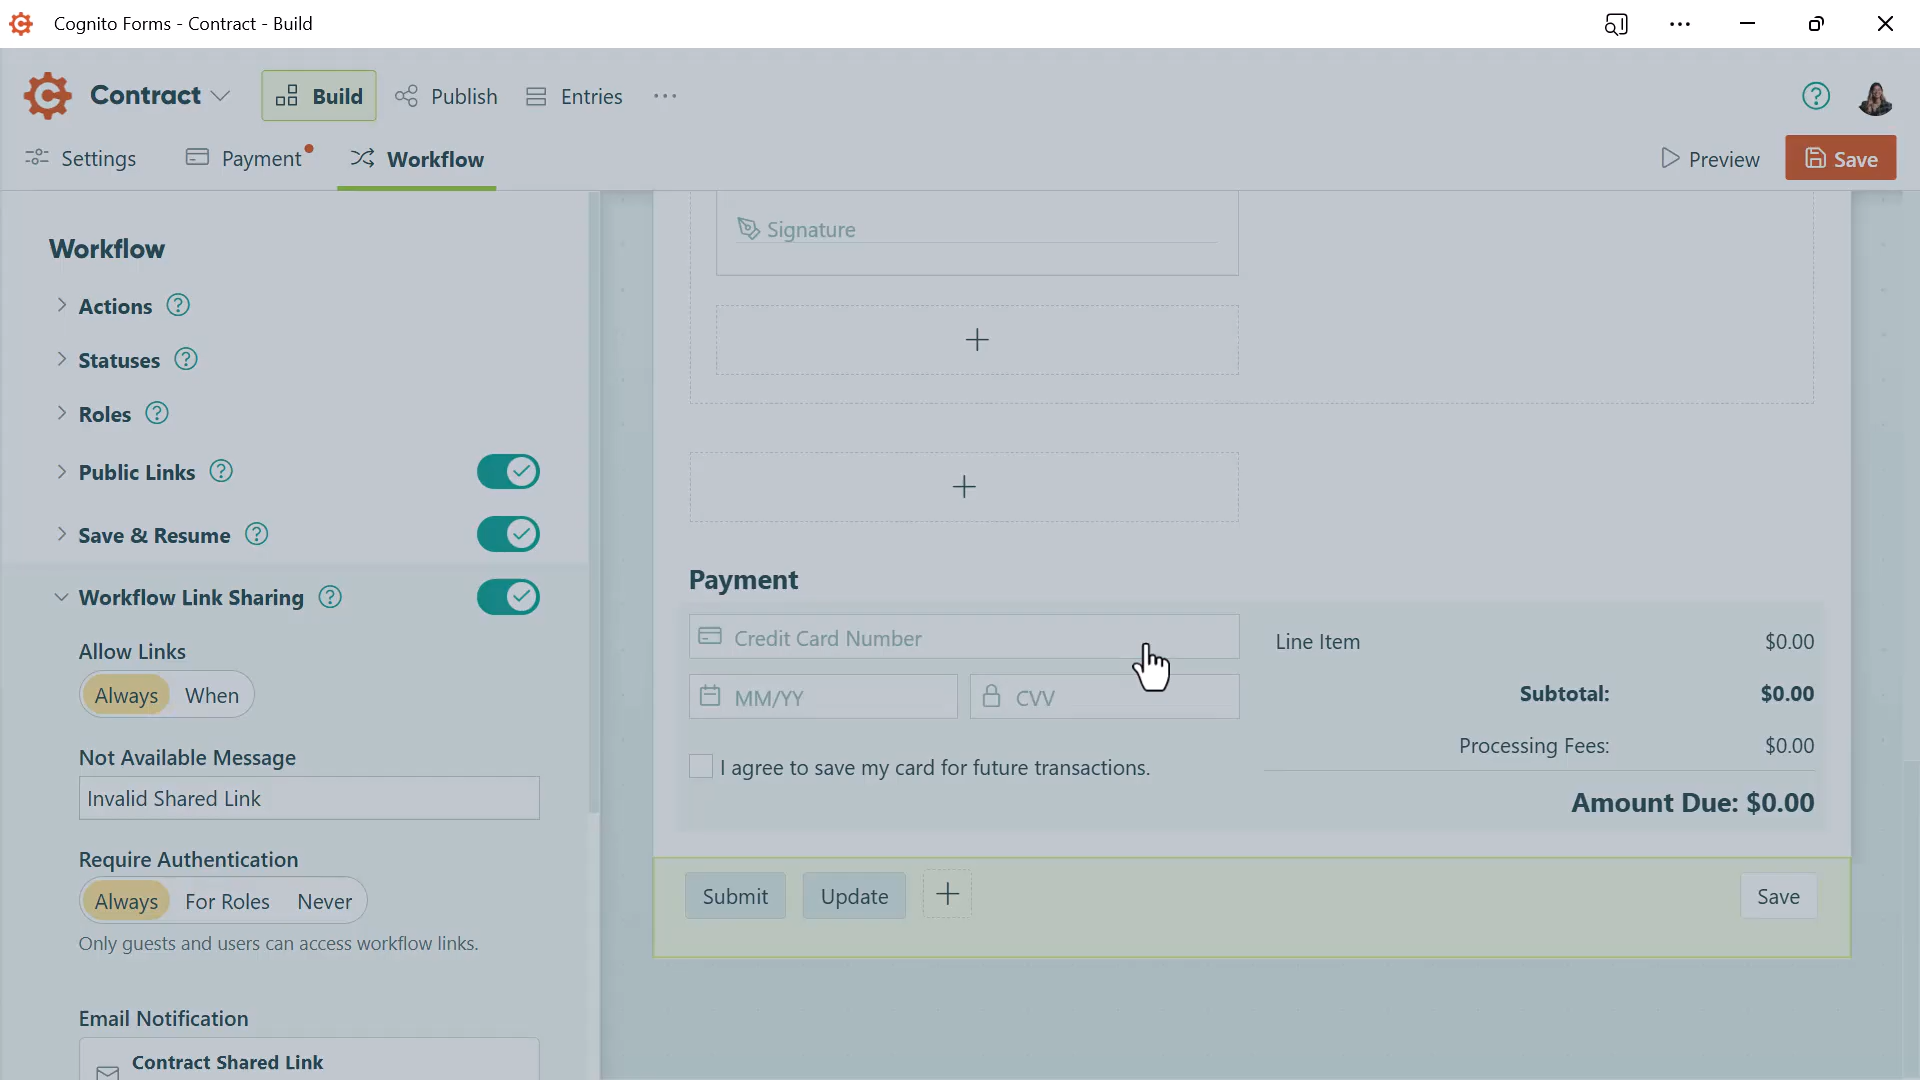 Cognito Forms - Contract - Build
Contract
Build
Publish
Entries
Settings
Payment
Workflow
Preview
Save
Workflow
Actions
Statuses
Roles
Public Links
Save & Resume
Workflow Link Sharing
Allow Links
Always When
Not Available Message
Invalid Shared Link
Require Authentication
Always For Roles Never
Only guests and users can access workflow links.
Email Notification
Contract Shared Link
Signature
Payment
Credit Card Number
MM/YY
CVV
I agree to save my card for future transactions.
Line Item $0.00
Subtotal: $0.00
Processing Fees: $0.00
Amount Due: $0.00
Submit
Update
Save